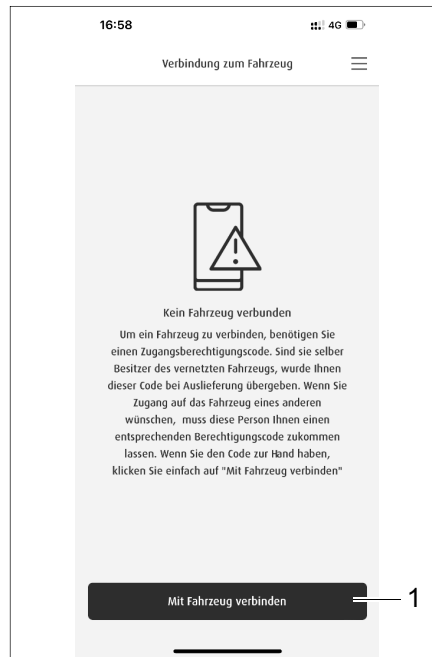 16:58
4G
Verbindung zum Fahrzeug
Kein Fahrzeug verbunden
Um ein Fahrzeug zu verbinden, benötigen Sie
einen Zugangsberechtigungscode. Sind sie selber
Besitzer des vernetzten Fahrzeugs, wurde Ihnen
dieser Code bei Auslieferung übergeben. Wenn Sie
Zugang auf das Fahrzeug eines anderen
wünschen, muss diese Person Ihnen einen
entsprechenden Berechtigungscode zukommen
lassen. Wenn Sie den Code zur Hand haben,
klicken Sie einfach auf "Mit Fahrzeug verbinden"
Mit Fahrzeug verbinden
1